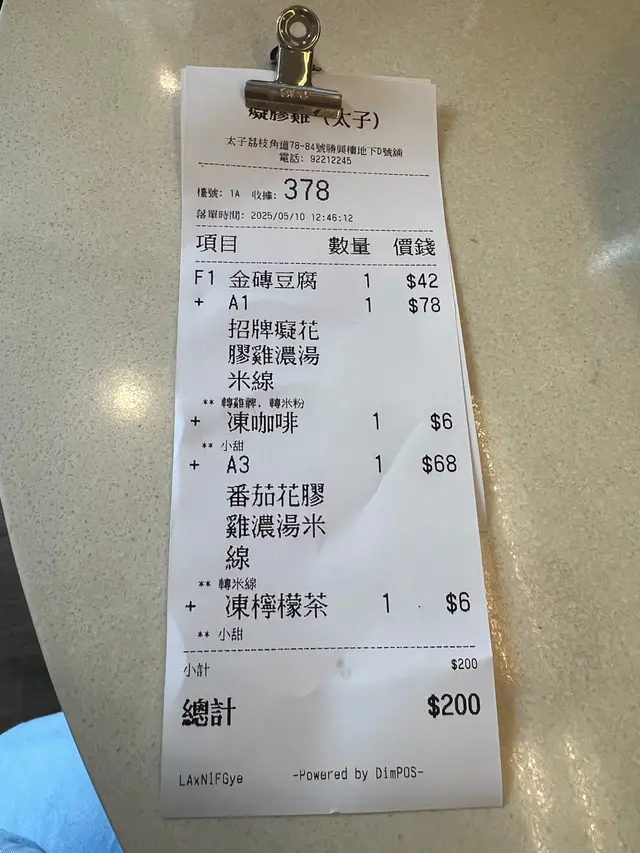 癡膠雞 (太子)
太子荔枝角道78-84號勝興樓地下D號舖
電話: 92212245
檯號: 1A 收據: 378
落單時間: 2025/05/10 12:46:12
項目 數量 價錢
F1 金磚豆腐 1 $42
+ A1 1 $78
招牌癡花
膠雞濃湯
米線
** 轉雞髀, 轉米粉
+ 凍咖啡 1 $6
** 小甜
+ A3 1 $68
番茄花膠
雞濃湯米
線
** 轉米線
+ 凍檸檬茶 1 $6
** 小甜
小計 $200
總計 $200
LAxNIFGye -Powered by DimPOS-